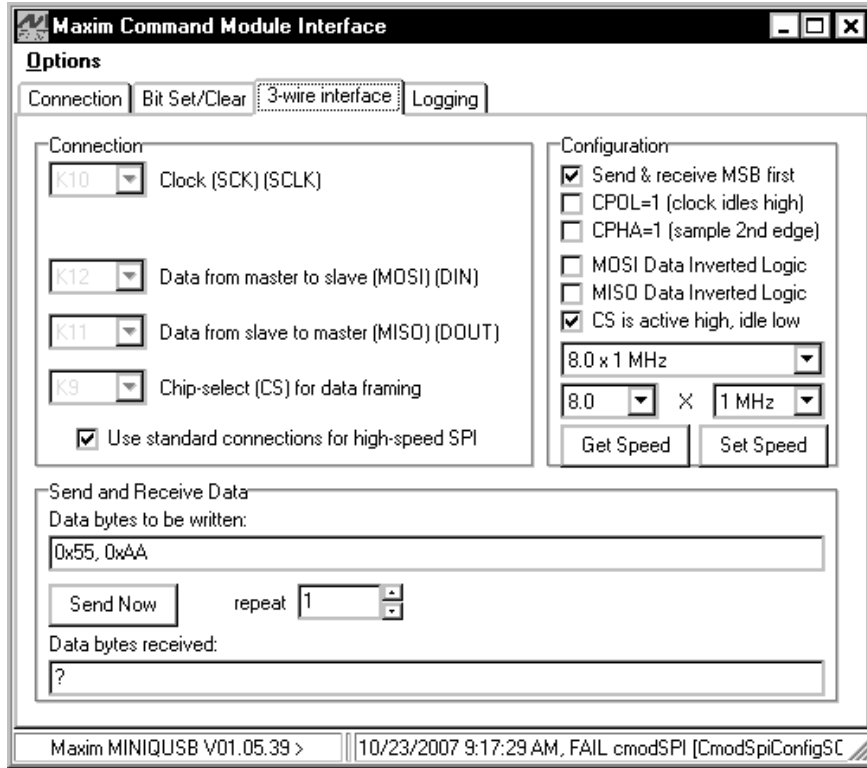 Maxim Command Module Interface
Options
Connection Bit Set/Clear 3-wire interface Logging
Connection
K10 Clock (SCK) (SCLK)
K12 Data from master to slave (MOSI) (DIN)
K11 Data from slave to master (MISO) (DOUT)
K9 Chip-select (CS) for data framing
Use standard connections for high-speed SPI
Configuration
Send & receive MSB first
CPOL=1 (clock idles high)
CPHA=1 (sample 2nd edge)
MOSI Data Inverted Logic
MISO Data Inverted Logic
CS is active high, idle low
8.0 x 1 MHz
8.0 X 1 MHz
Get Speed Set Speed
Send and Receive Data
Data bytes to be written:
0x55, 0xAA
Send Now repeat 1
Data bytes received:
?
Maxim MINIQUSB V01.05.39 > 10/23/2007 9:17:29 AM, FAIL cmodSPI [CmodSpiConfigSC